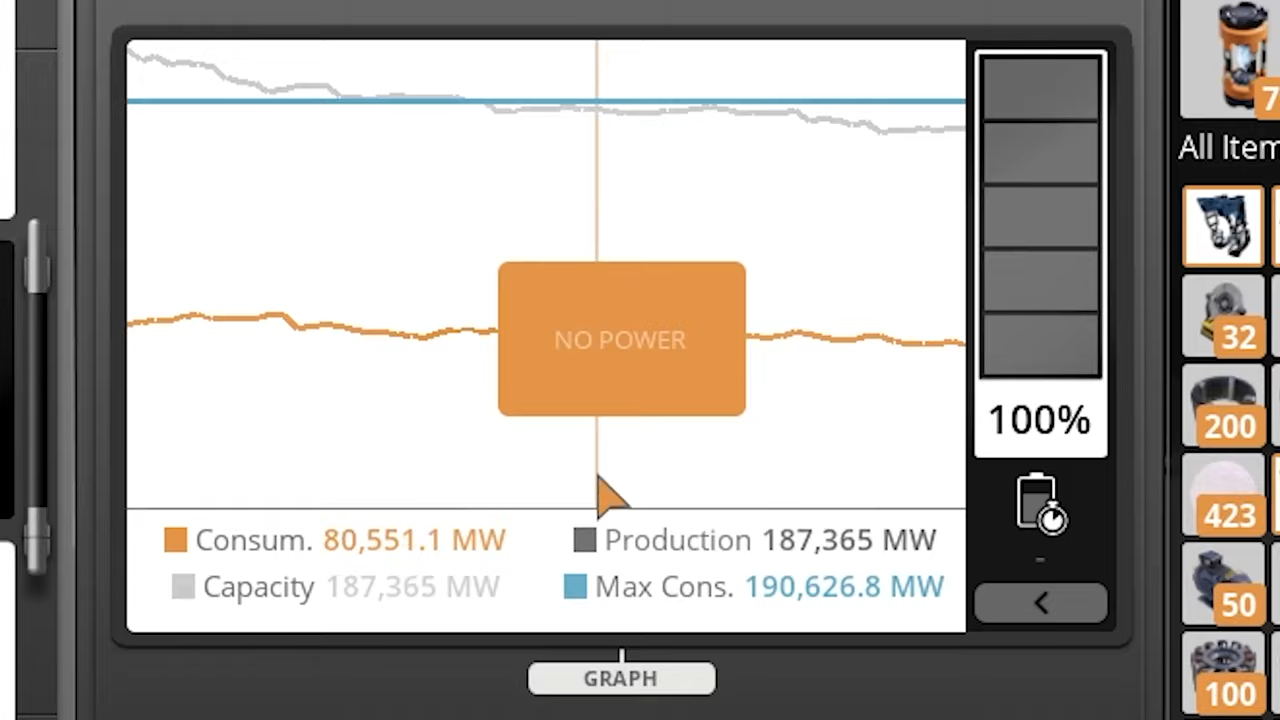 NO POWER
Consum. 80,551.1 MW
Production 187,365 MW
Capacity 187,365 MW
Max Cons. 190,626.8 MW
100%
-
GRAPH
7
All Item
32
200
423
50
100